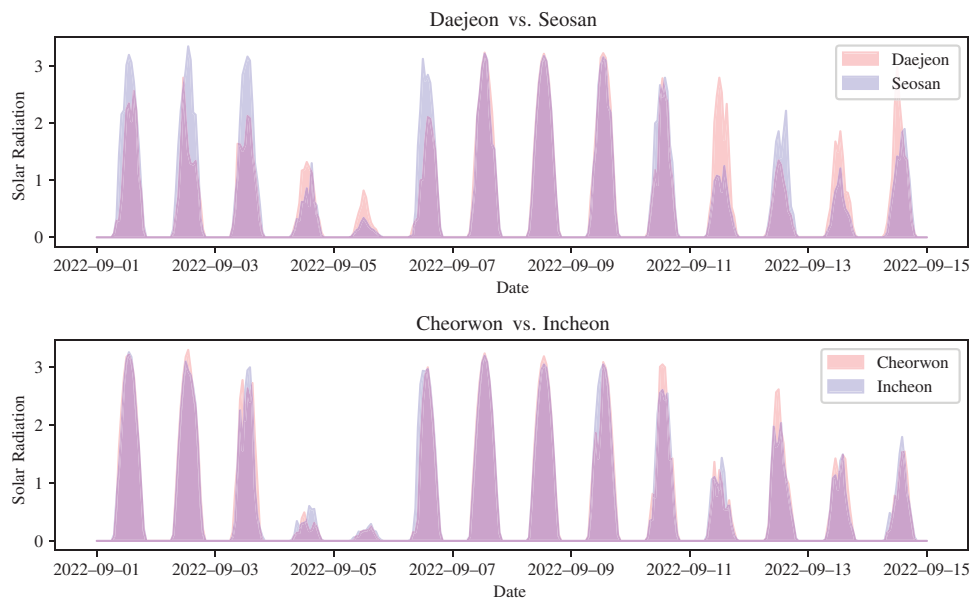 Daejeon vs. Seosan
Solar Radiation
3
2
1
0
Daejeon
Seosan
2022–09–01 2022–09–03 2022–09–05 2022–09–07 2022–09–09 2022–09–11 2022–09–13 2022–09–15
Date
Cheorwon vs. Incheon
Solar Radiation
3
2
1
0
Cheorwon
Incheon
2022–09–01 2022–09–03 2022–09–05 2022–09–07 2022–09–09 2022–09–11 2022–09–13 2022–09–15
Date